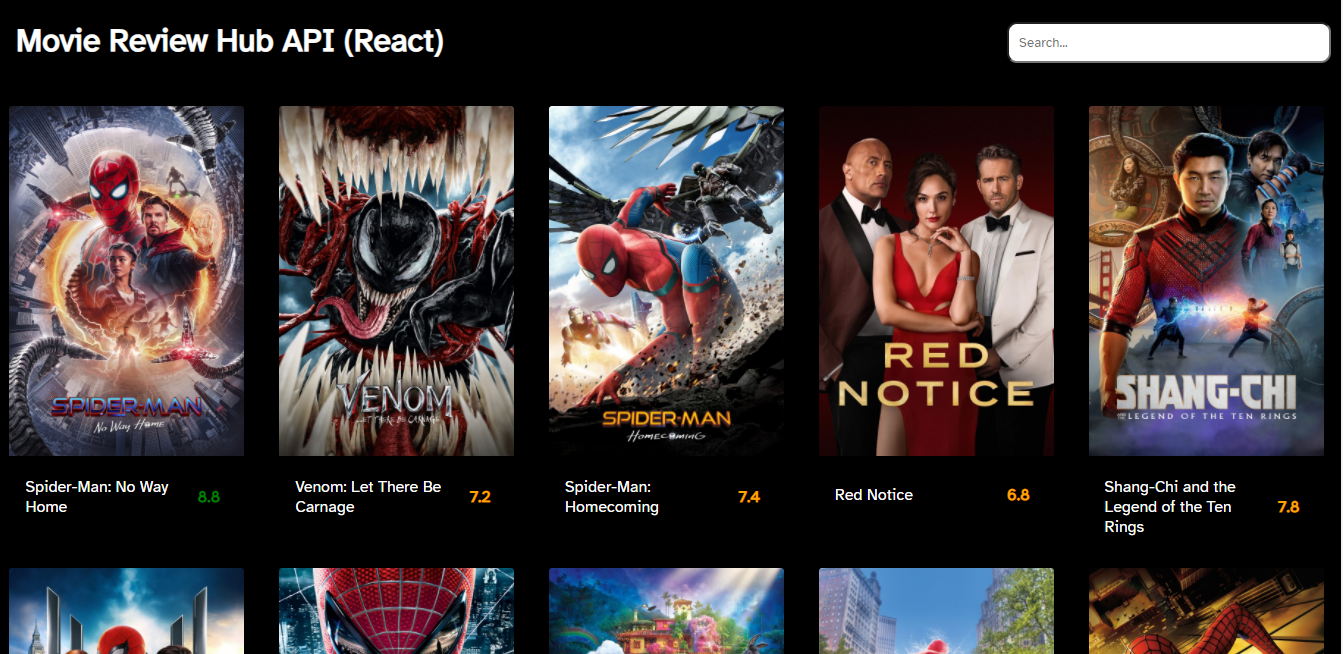 Movie Review Hub API (React)
Search...
SPIDER-MAN
No Way Home
VENOM
LET THERE BE CARNAGE
SPIDER-MAN
HOMECOMING
RED
NOTICE
SHANG-CHI
AND THE LEGEND OF THE TEN RINGS
Spider-Man: No Way
Home
8.8
Venom: Let There Be
Carnage
7.2
Spider-Man:
Homecoming
7.4
Red Notice
6.8
Shang-Chi and the
Legend of the Ten
Rings
7.8